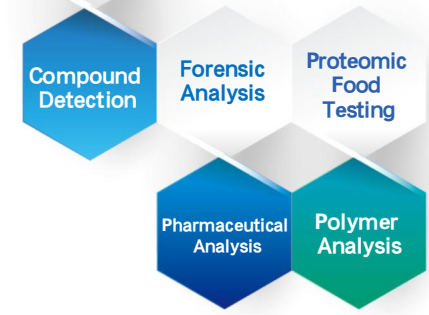 Compound
Detection
Forensic
Analysis
Proteomic
Food
Testing
Pharmaceutical
Analysis
Polymer
Analysis